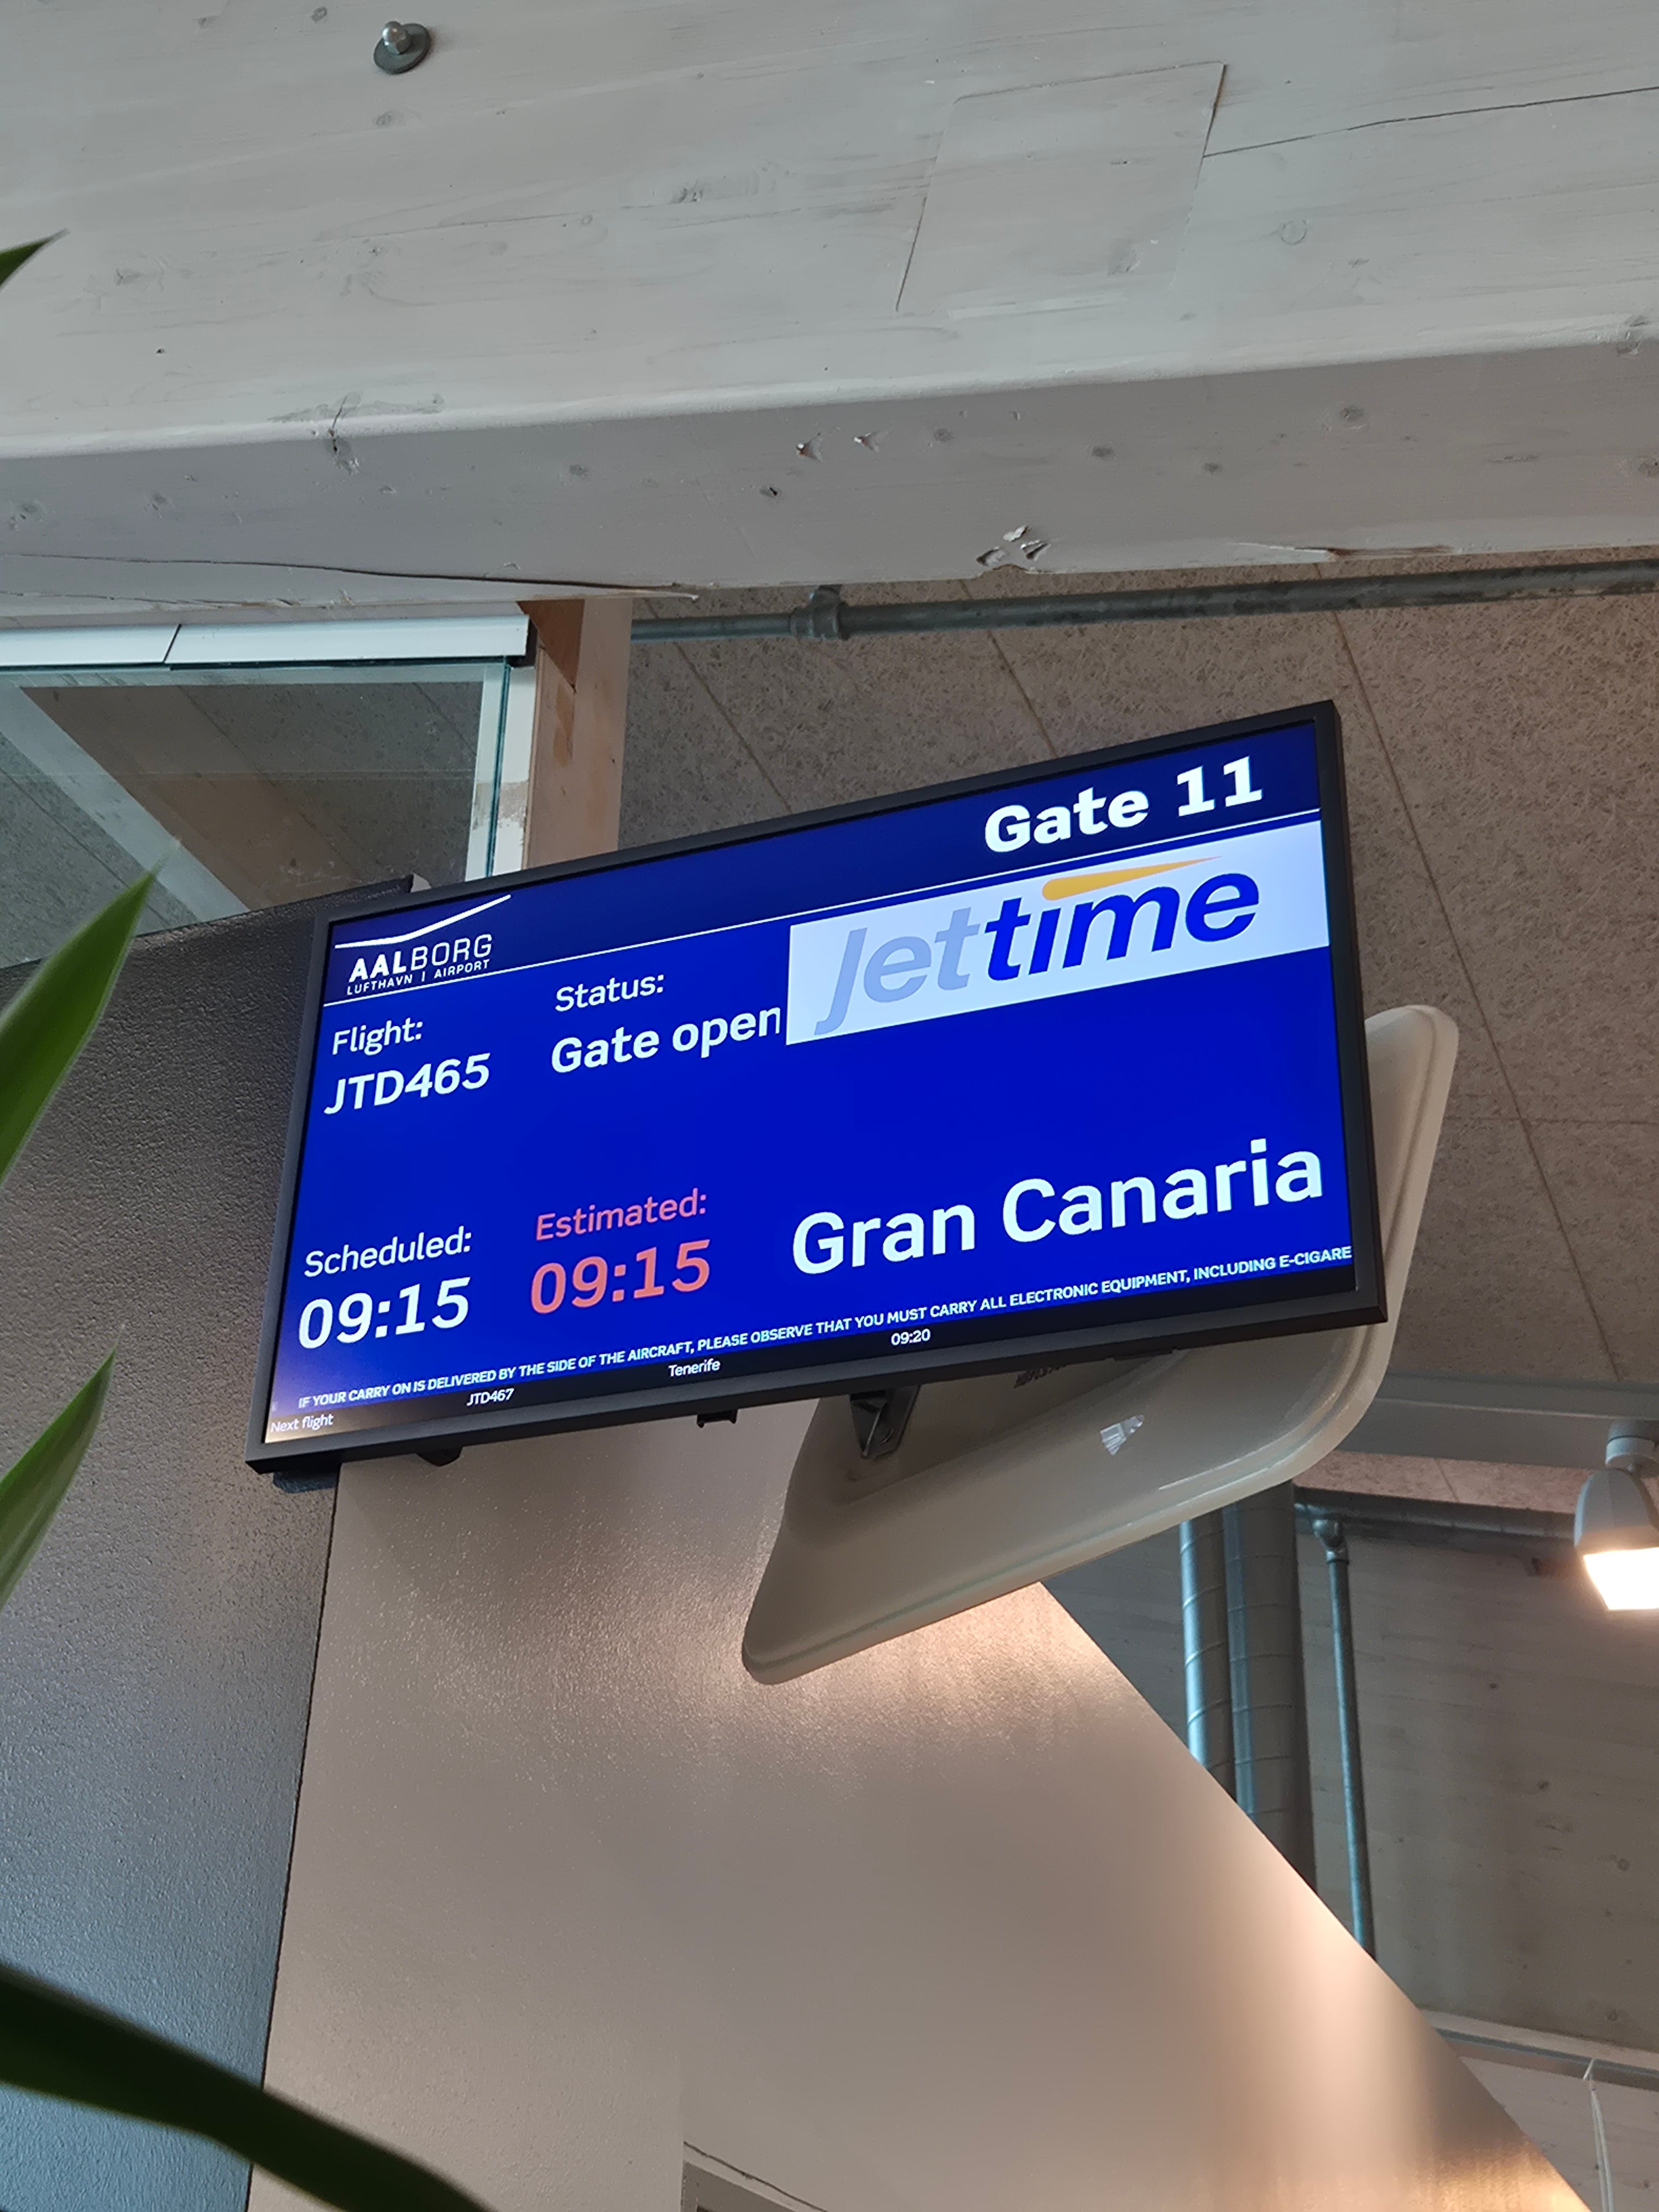 Gate 11
AALBORG
LUFTHAVN | AIRPORT
Jettime
Flight:
JTD465
Status:
Gate open
Scheduled:
09:15
Estimated:
09:15
Gran Canaria
IF YOUR CARRY ON IS DELIVERED BY THE SIDE OF THE AIRCRAFT, PLEASE OBSERVE THAT YOU MUST CARRY ALL ELECTRONIC EQUIPMENT, INCLUDING E-CIGARE
Next flight JTD467 Tenerife 09:20